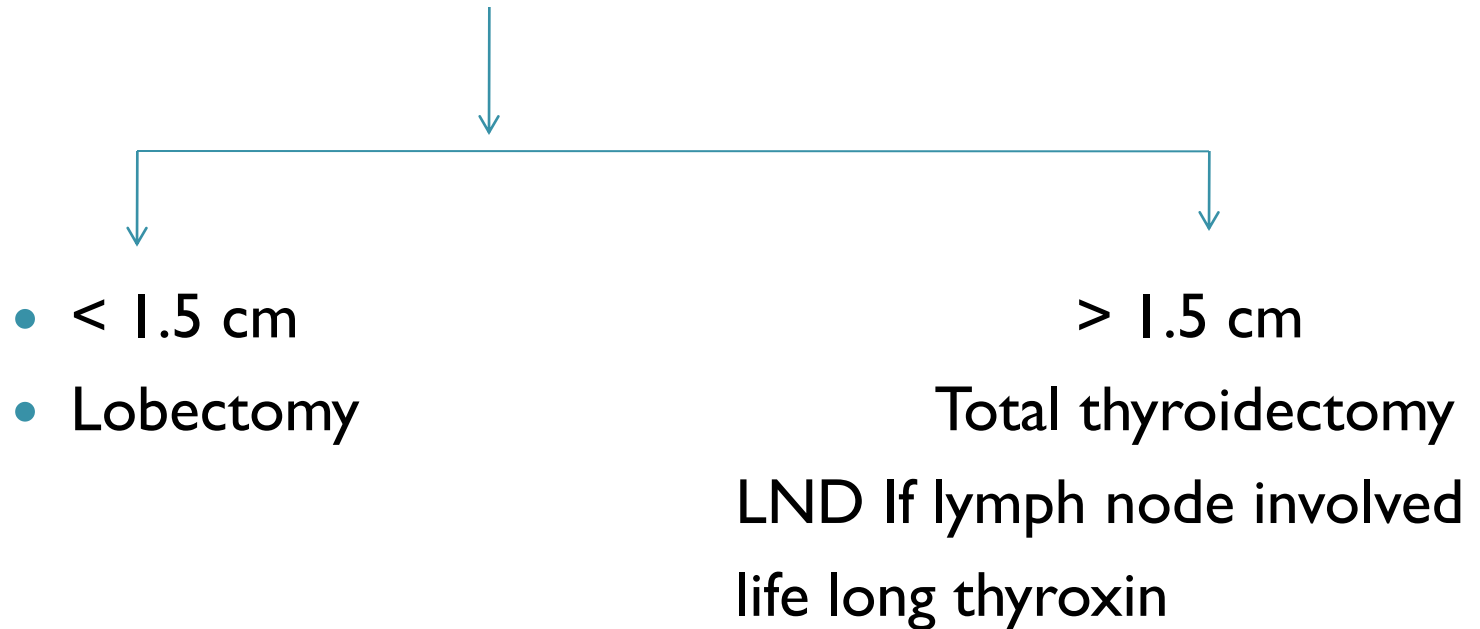 • < 1.5 cm > 1.5 cm
• Lobectomy Total thyroidectomy
LND If lymph node involved
life long thyroxin